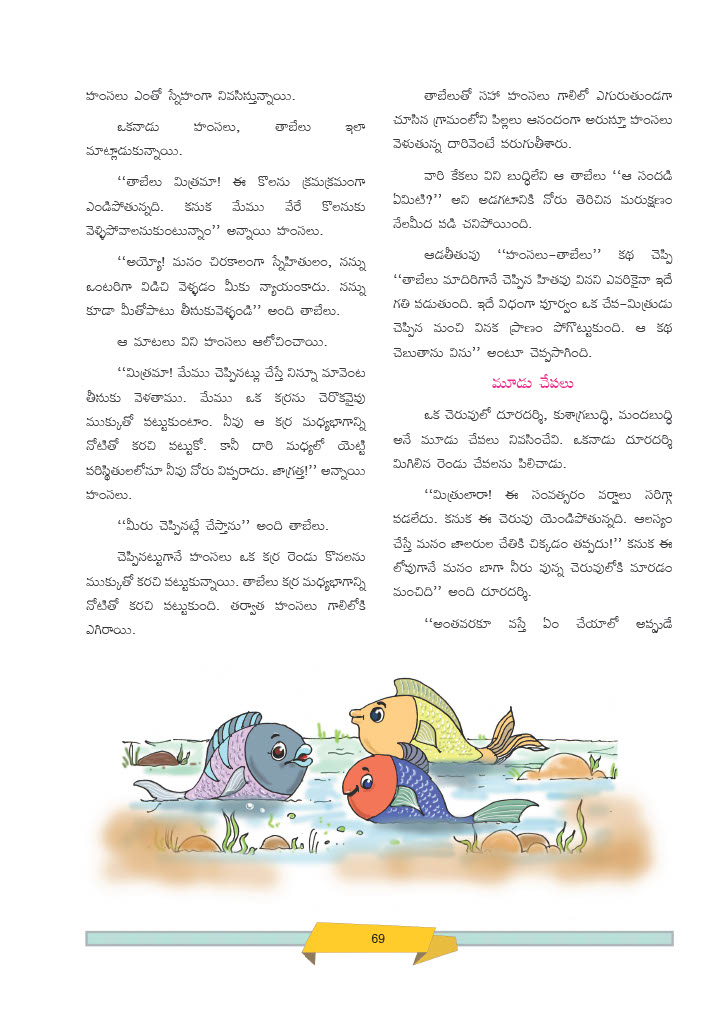 హంసలు ఎంతో స్నేహంగా నివసిస్తున్నాయి.
ఒకనాడు హంసలు, తాబేలు ఇలా
మాట్లాడుకున్నాయి.
‘‘తాబేలు మిత్రమా! ఈ కొలను క్రమక్రమంగా
ఎండిపోతున్నది. కనుక మేము వేరే కొలనుకు
వెళ్ళిపోవాలనుకుంటున్నాం’’ అన్నాయి హంసలు.
‘‘అయ్యో! మనం చిరకాలంగా స్నేహితులం, నన్ను
ఒంటరిగా విడిచి వెళ్ళడం మీకు న్యాయంకాదు. నన్ను
కూడా మీతోపాటు తీసుకువెళ్ళండి’’ అంది తాబేలు.
ఆ మాటలు విని హంసలు ఆలోచించాయి.
‘‘మిత్రమా! మేము చెప్పినట్లు చేస్తే నిన్నూ మావెంట
తీసుకు వెళతాము. మేము ఒక కర్రను చెరొకవైపు
ముక్కుతో పట్టుకుంటాం. నీవు ఆ కర్ర మధ్యభాగాన్ని
నోటితో కరచి పట్టుకో. కానీ దారి మధ్యలో యెట్టి
పరిస్థితులలోనూ నీవు నోరు విప్పరాదు. జాగ్రత్త!’’ అన్నాయి
హంసలు.
‘‘మీరు చెప్పినట్లే చేస్తాను’’ అంది తాబేలు.
చెప్పినట్టుగానే హంసలు ఒక కర్ర రెండు కొనలను
ముక్కుతో కరచి పట్టుకున్నాయి. తాబేలు కర్ర మధ్యభాగాన్ని
నోటితో కరచి పట్టుకుంది. తర్వాత హంసలు గాలిలోకి
ఎగిరాయి.
తాబేలుతో సహా హంసలు గాలిలో ఎగురుతుండగా
చూసిన గ్రామంలోని పిల్లలు ఆనందంగా అరుస్తూ హంసలు
వెళుతున్న దారివెంటే పరుగుతీశారు.
వారి కేకలు విని బుద్ధిలేని ఆ తాబేలు ‘‘ఆ సందడి
ఏమిటి?’’ అని అడగటానికి నోరు తెరిచిన మరుక్షణం
నేలమీద పడి చనిపోయింది.
ఆడతీతువు ‘‘హంసలు-తాబేలు’’ కథ చెప్పి
‘‘తాబేలు మాదిరిగానే చెప్పిన హితవు వినని ఎవరికైనా ఇదే
గతి పడుతుంది. ఇదే విధంగా పూర్వం ఒక చేప-మిత్రుడు
చెప్పిన మంచి వినక ప్రాణం పోగొట్టుకుంది. ఆ కథ
చెబుతాను విను’’ అంటూ చెప్పసాగింది.
మూడు చేపలు
ఒక చెరువులో దూరదర్శి, కుశాగ్రబుద్ధి, మందబుద్ధి
అనే మూడు చేపలు నివసించేవి. ఒకనాడు దూరదర్శి
మిగిలిన రెండు చేపలను పిలిచాడు.
‘‘మిత్రులారా! ఈ సంవత్సరం వర్షాలు సరిగ్గా
పడలేదు. కనుక ఈ చెరువు యెండిపోతున్నది. ఆలస్యం
చేస్తే మనం జాలరుల చేతికి చిక్కడం తప్పదు!’’ కనుక ఈ
లోపుగానే మనం బాగా నీరు వున్న చెరువులోకి మారడం
మంచిది’’ అంది దూరదర్శి.
‘‘అంతవరకూ వస్తే ఏం చేయాలో అప్పుడే
69